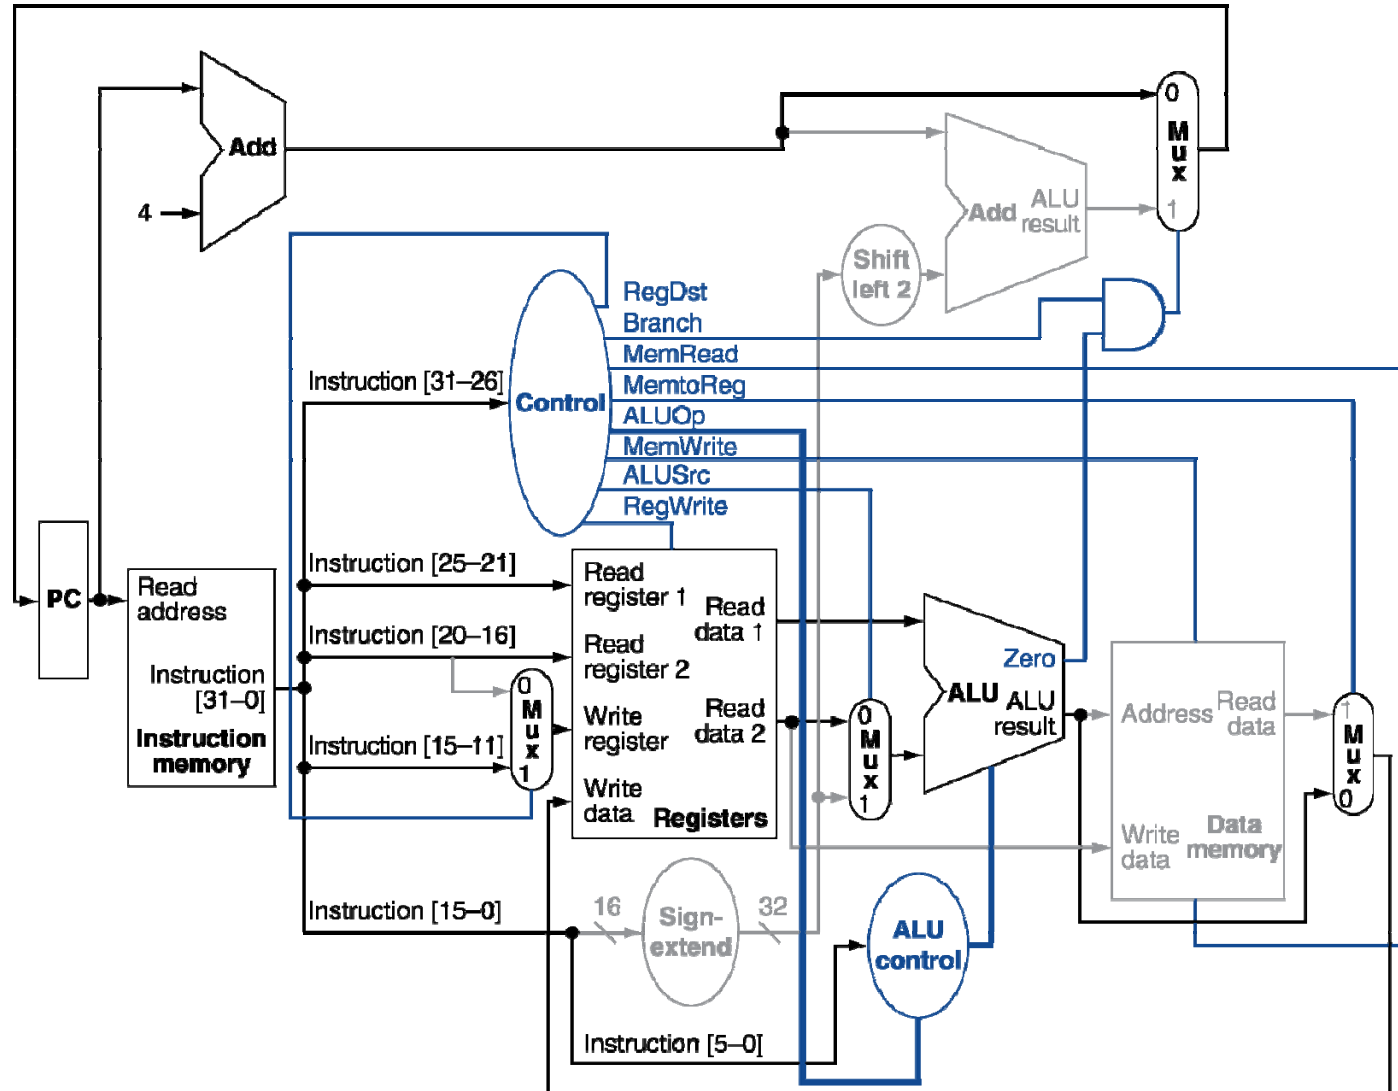 0
M
u
x
1
Add
4
ALU
Add result
Shift
left 2
RegDst
Branch
MemRead
MemtoReg
ALUOp
MemWrite
ALUSrc
RegWrite
Instruction [31–26]
Control
PC
Read
address
Instruction
[31–0]
Instruction
memory
Instruction [25–21]
Instruction [20–16]
Instruction [15–11]
0
M
u
x
1
Read
register 1
Read
register 2
Write
register
Write
data
Read
data 1
Read
data 2
Registers
0
M
u
x
1
Zero
ALU ALU
result
Address
Read
data
Write
data
Data
memory
1
M
u
x
0
Instruction [15–0]
16
Sign-
extend
32
ALU
control
Instruction [5–0]